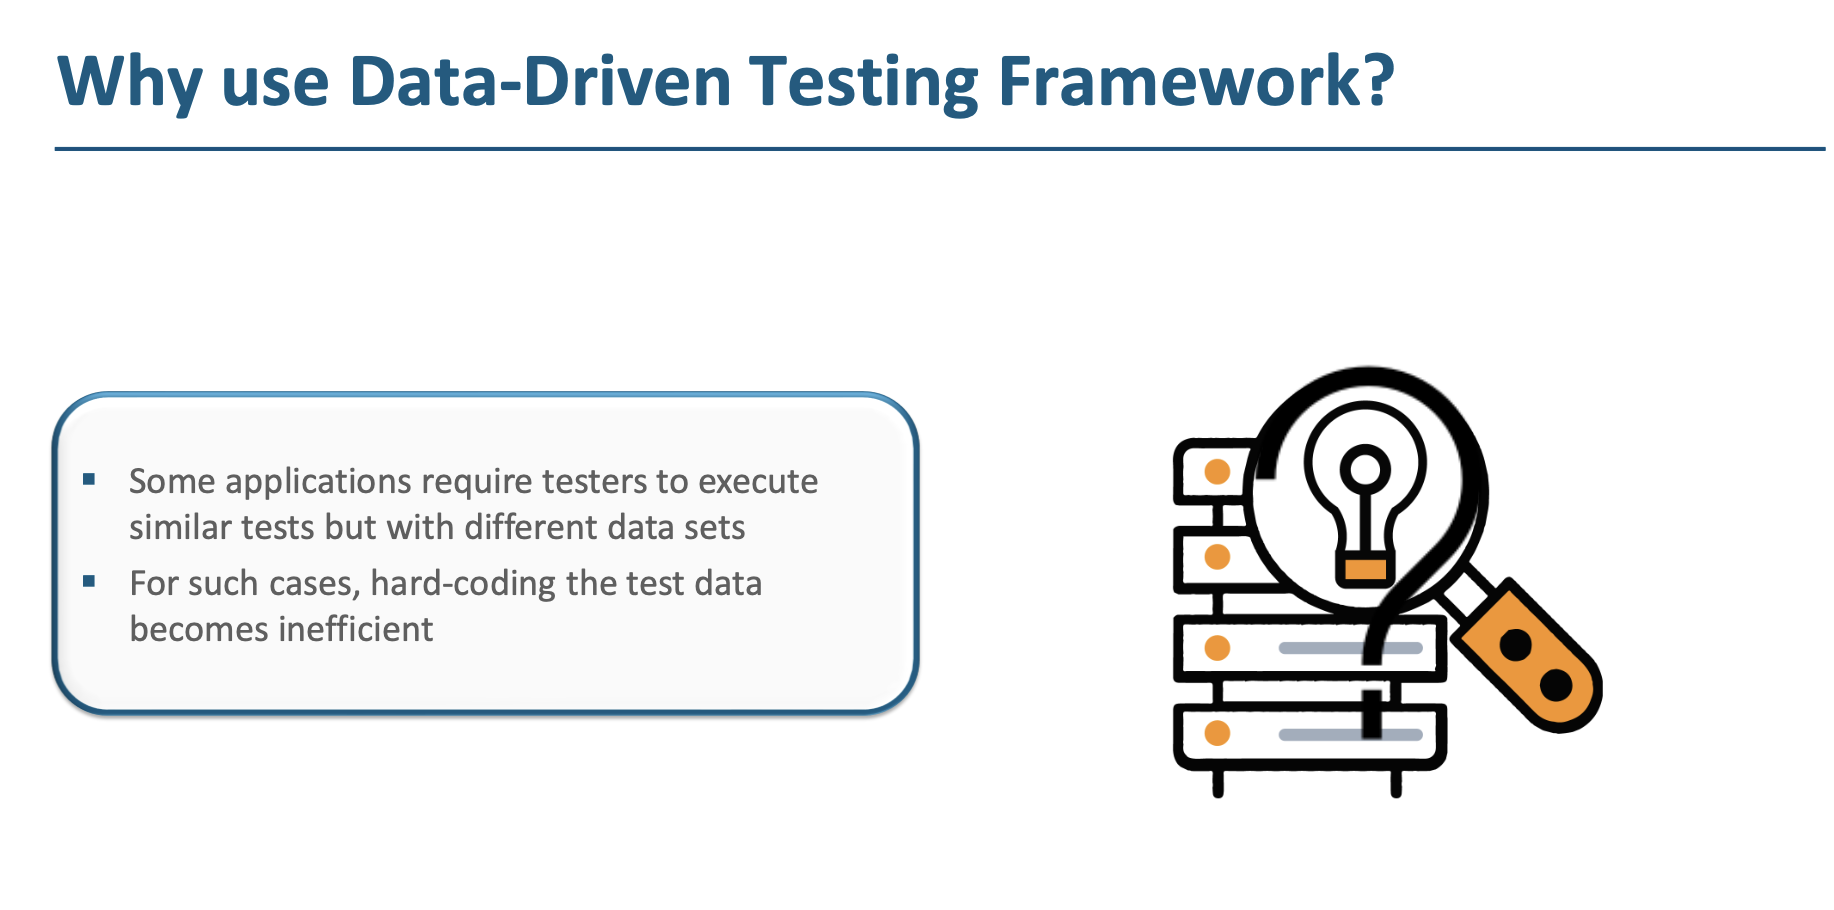 Why use Data-Driven Testing Framework?
▪ Some applications require testers to execute
similar tests but with different data sets
▪ For such cases, hard-coding the test data
becomes inefficient